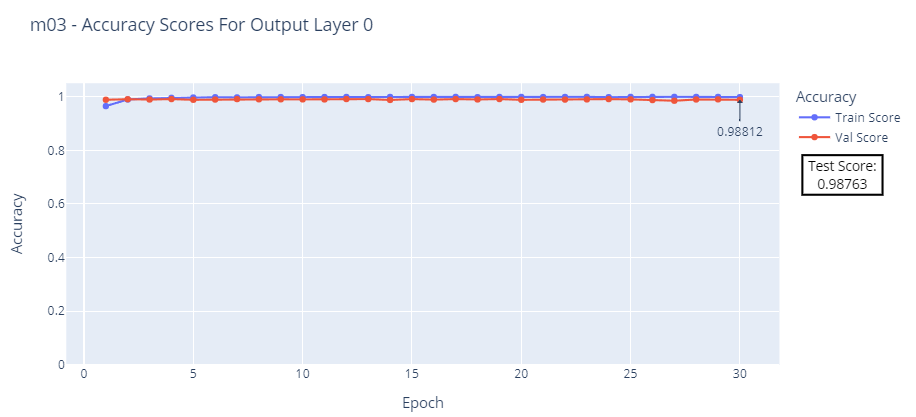 m03 - Accuracy Scores For Output Layer 0
Accuracy
1
0.8
0.6
0.4
0.2
0
0
5
10
15
20
25
30
Epoch
0.98812
Accuracy
Train Score
Val Score
Test Score:
0.98763